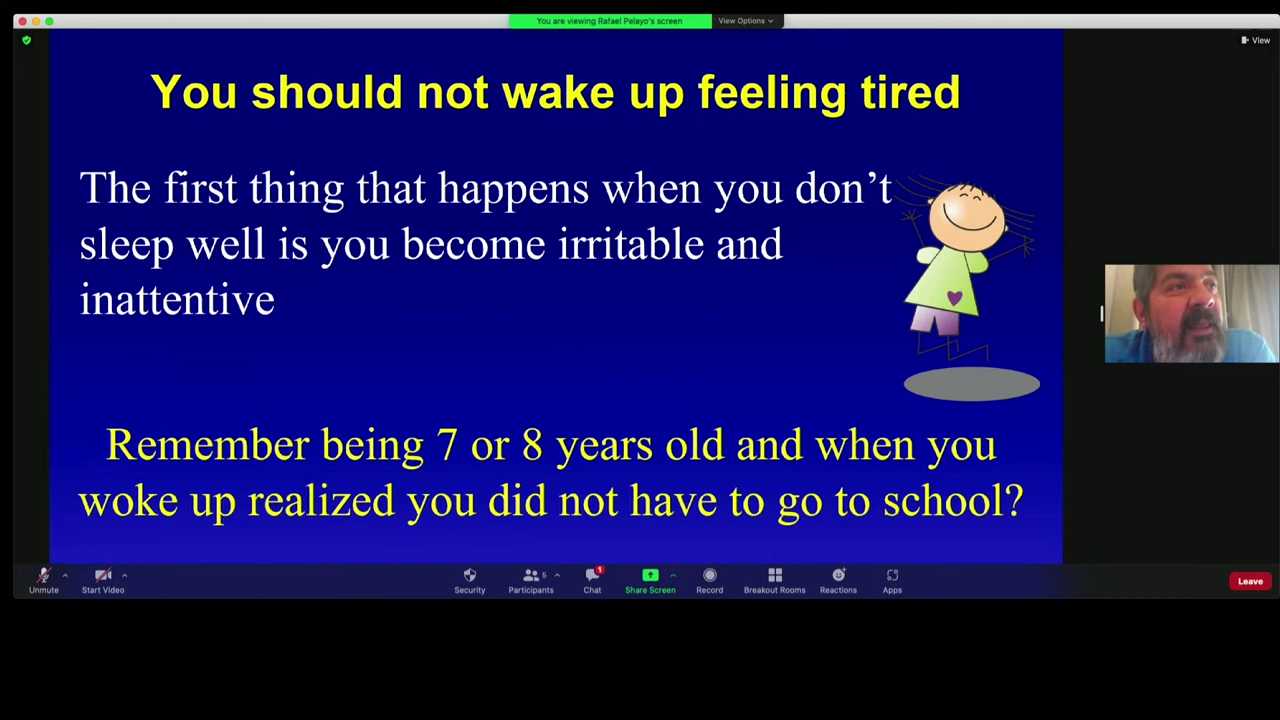 You are viewing Rafael Pelayo's screen
View Options
View
You should not wake up feeling tired
The first thing that happens when you don’t
sleep well is you become irritable and
inattentive
Remember being 7 or 8 years old and when you
woke up realized you did not have to go to school?
Unmute
Start Video
Security
Participants
5
Chat
1
Share Screen
Record
Breakout Rooms
Reactions
Apps
Leave